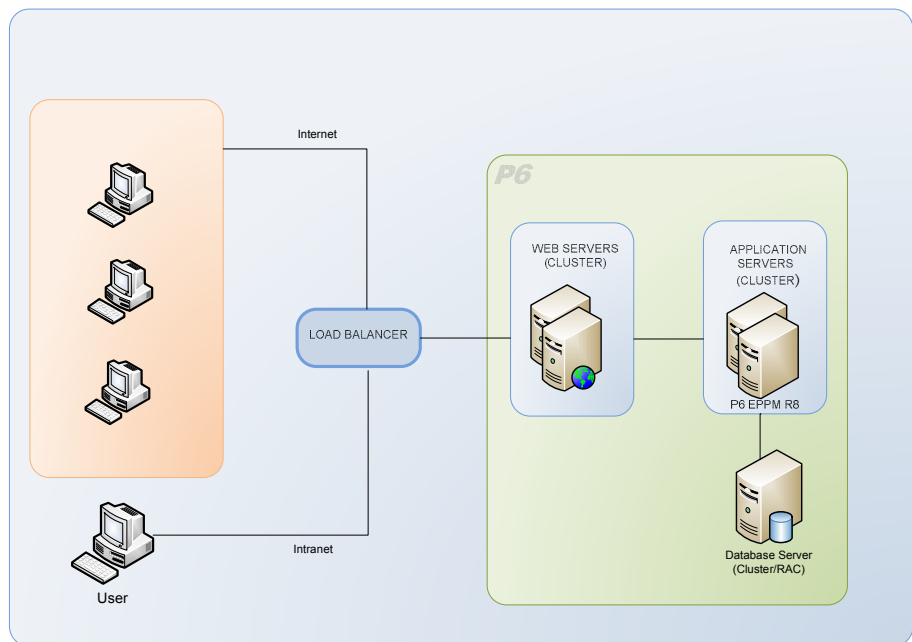 Internet
P6
WEB SERVERS
(CLUSTER)
APPLICATION
SERVERS
(CLUSTER)
LOAD BALANCER
P6 EPPM R8
Intranet
User
Database Server
(Cluster/RAC)